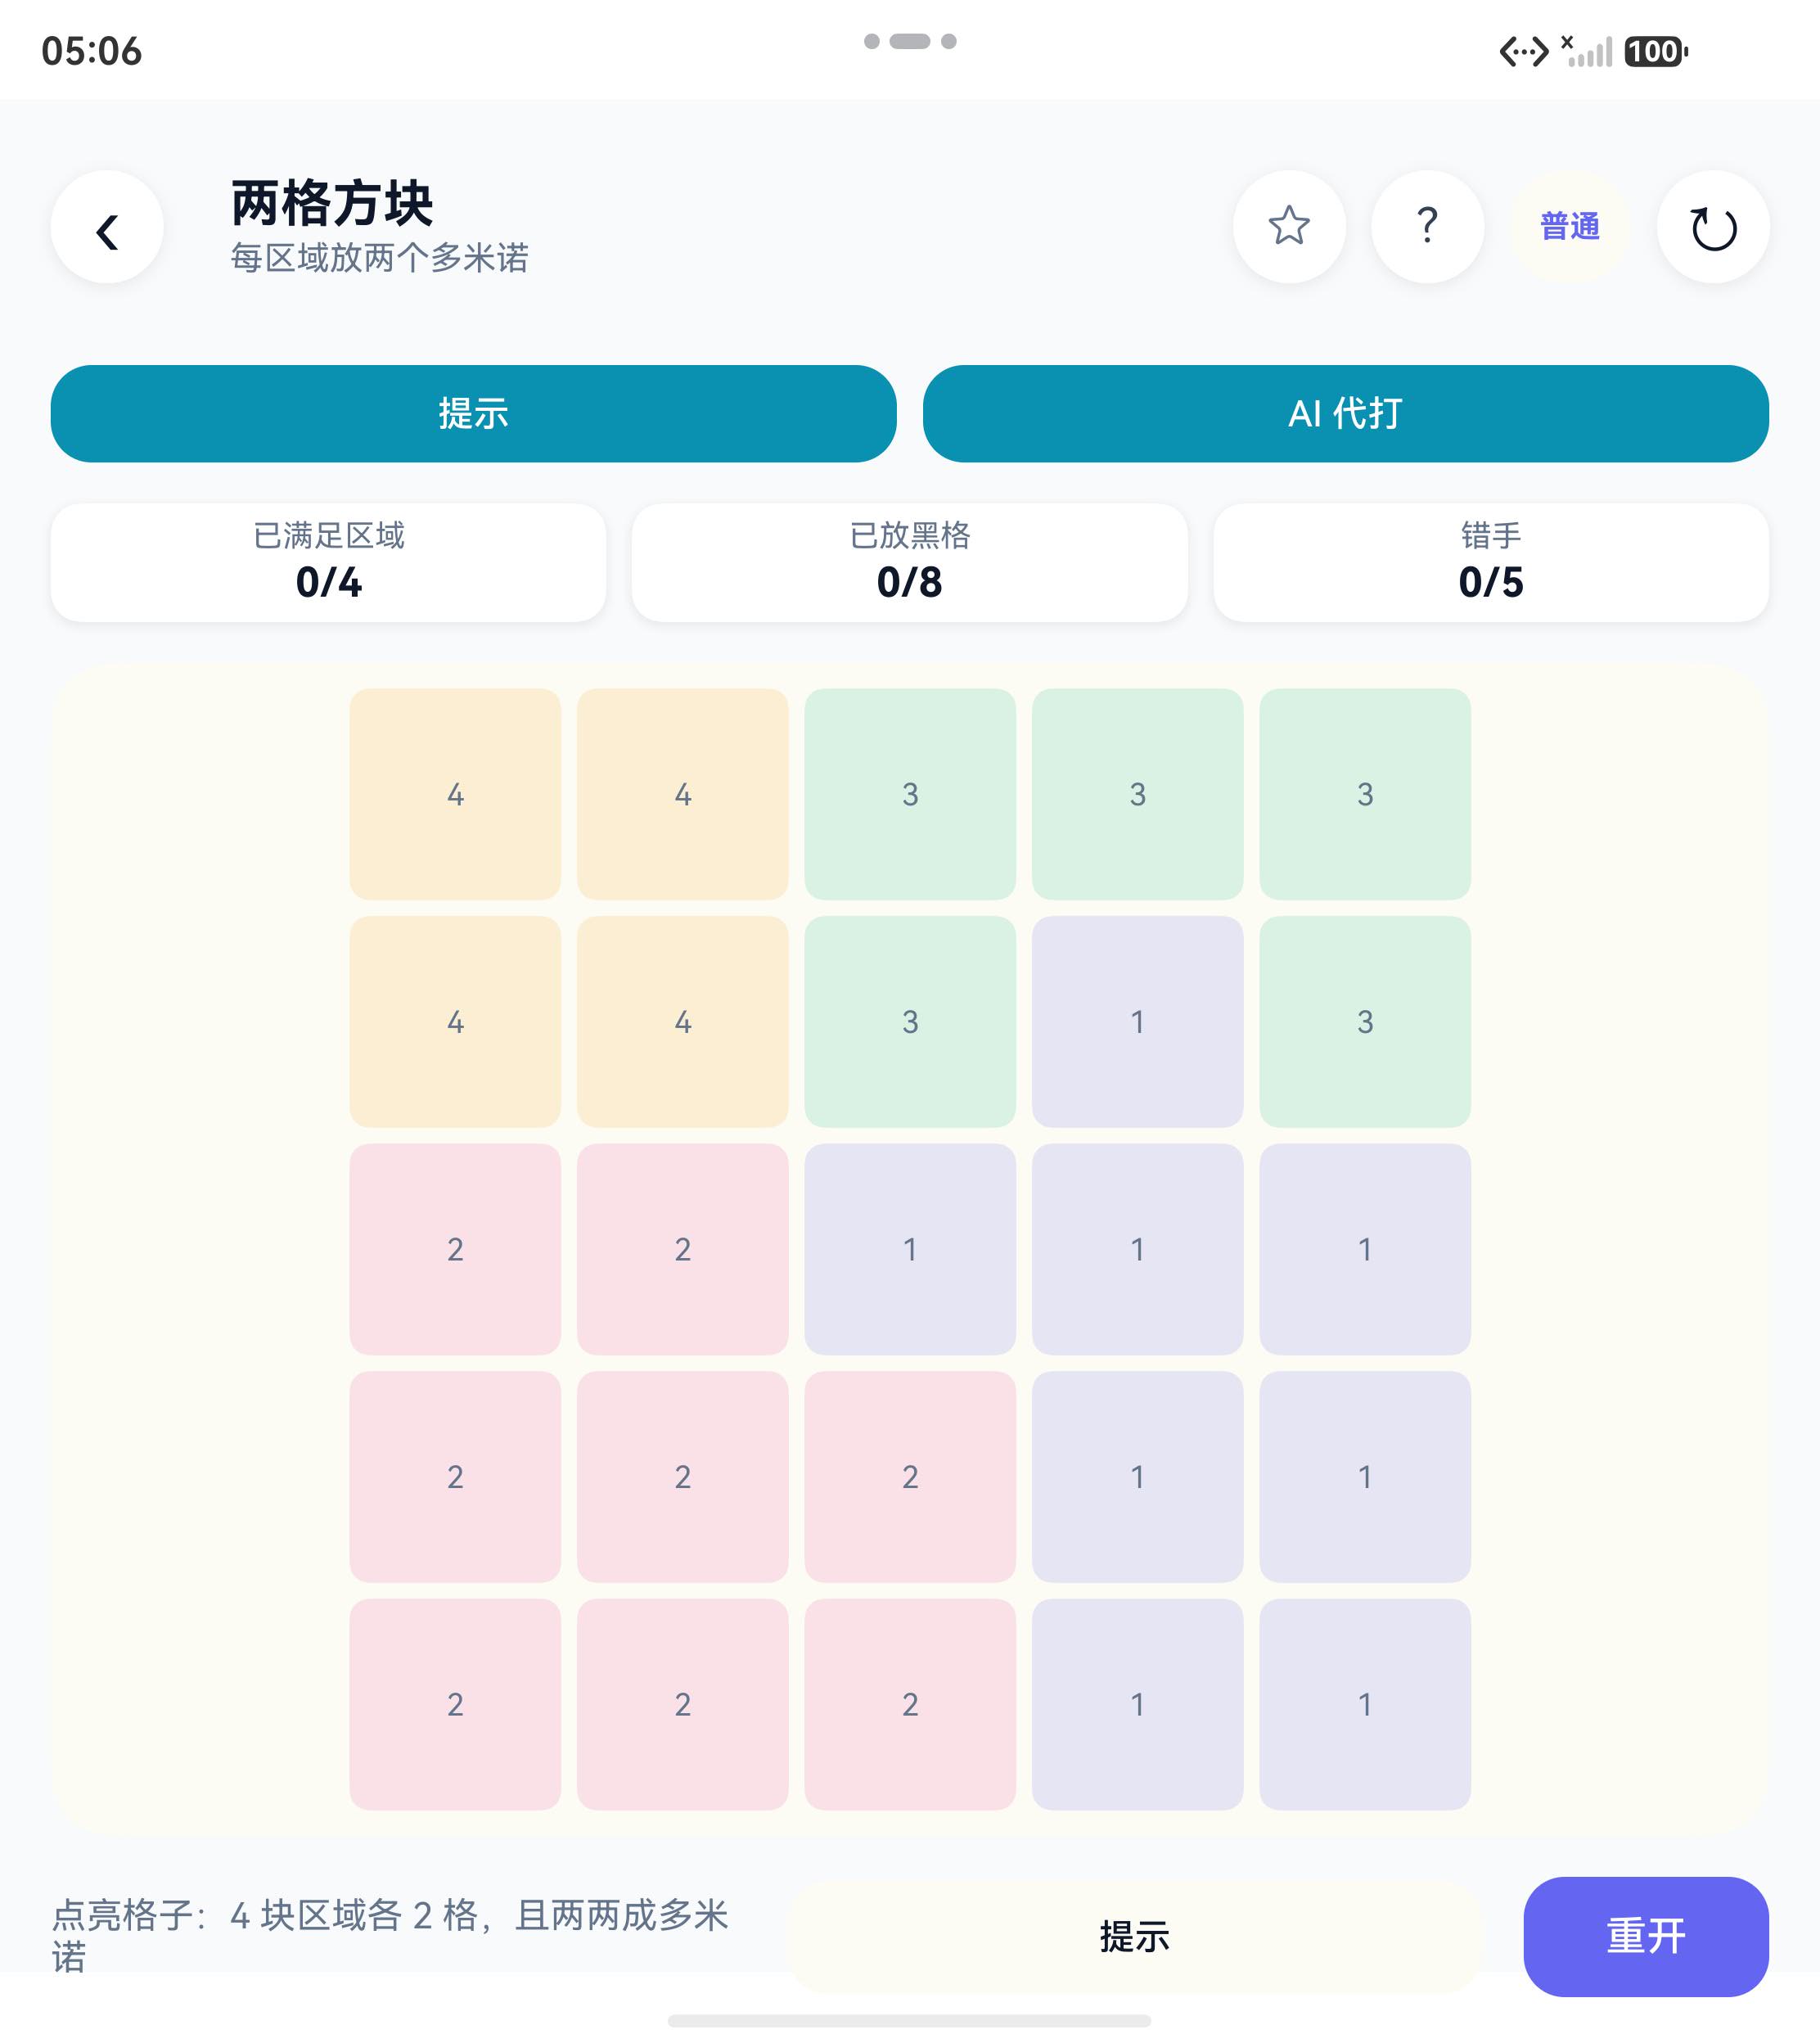 05:06
100
两格方块
每区域放两个多米诺
?
普通
提示
AI 代打
已满足区域
0/4
已放黑格
0/8
错手
0/5
4 4 3 3 3
4 4 3 1 3
2 2 1 1 1
2 2 2 1 1
2 2 2 1 1
点亮格子：4 块区域各 2 格，且两两成多米
诺
提示
重开